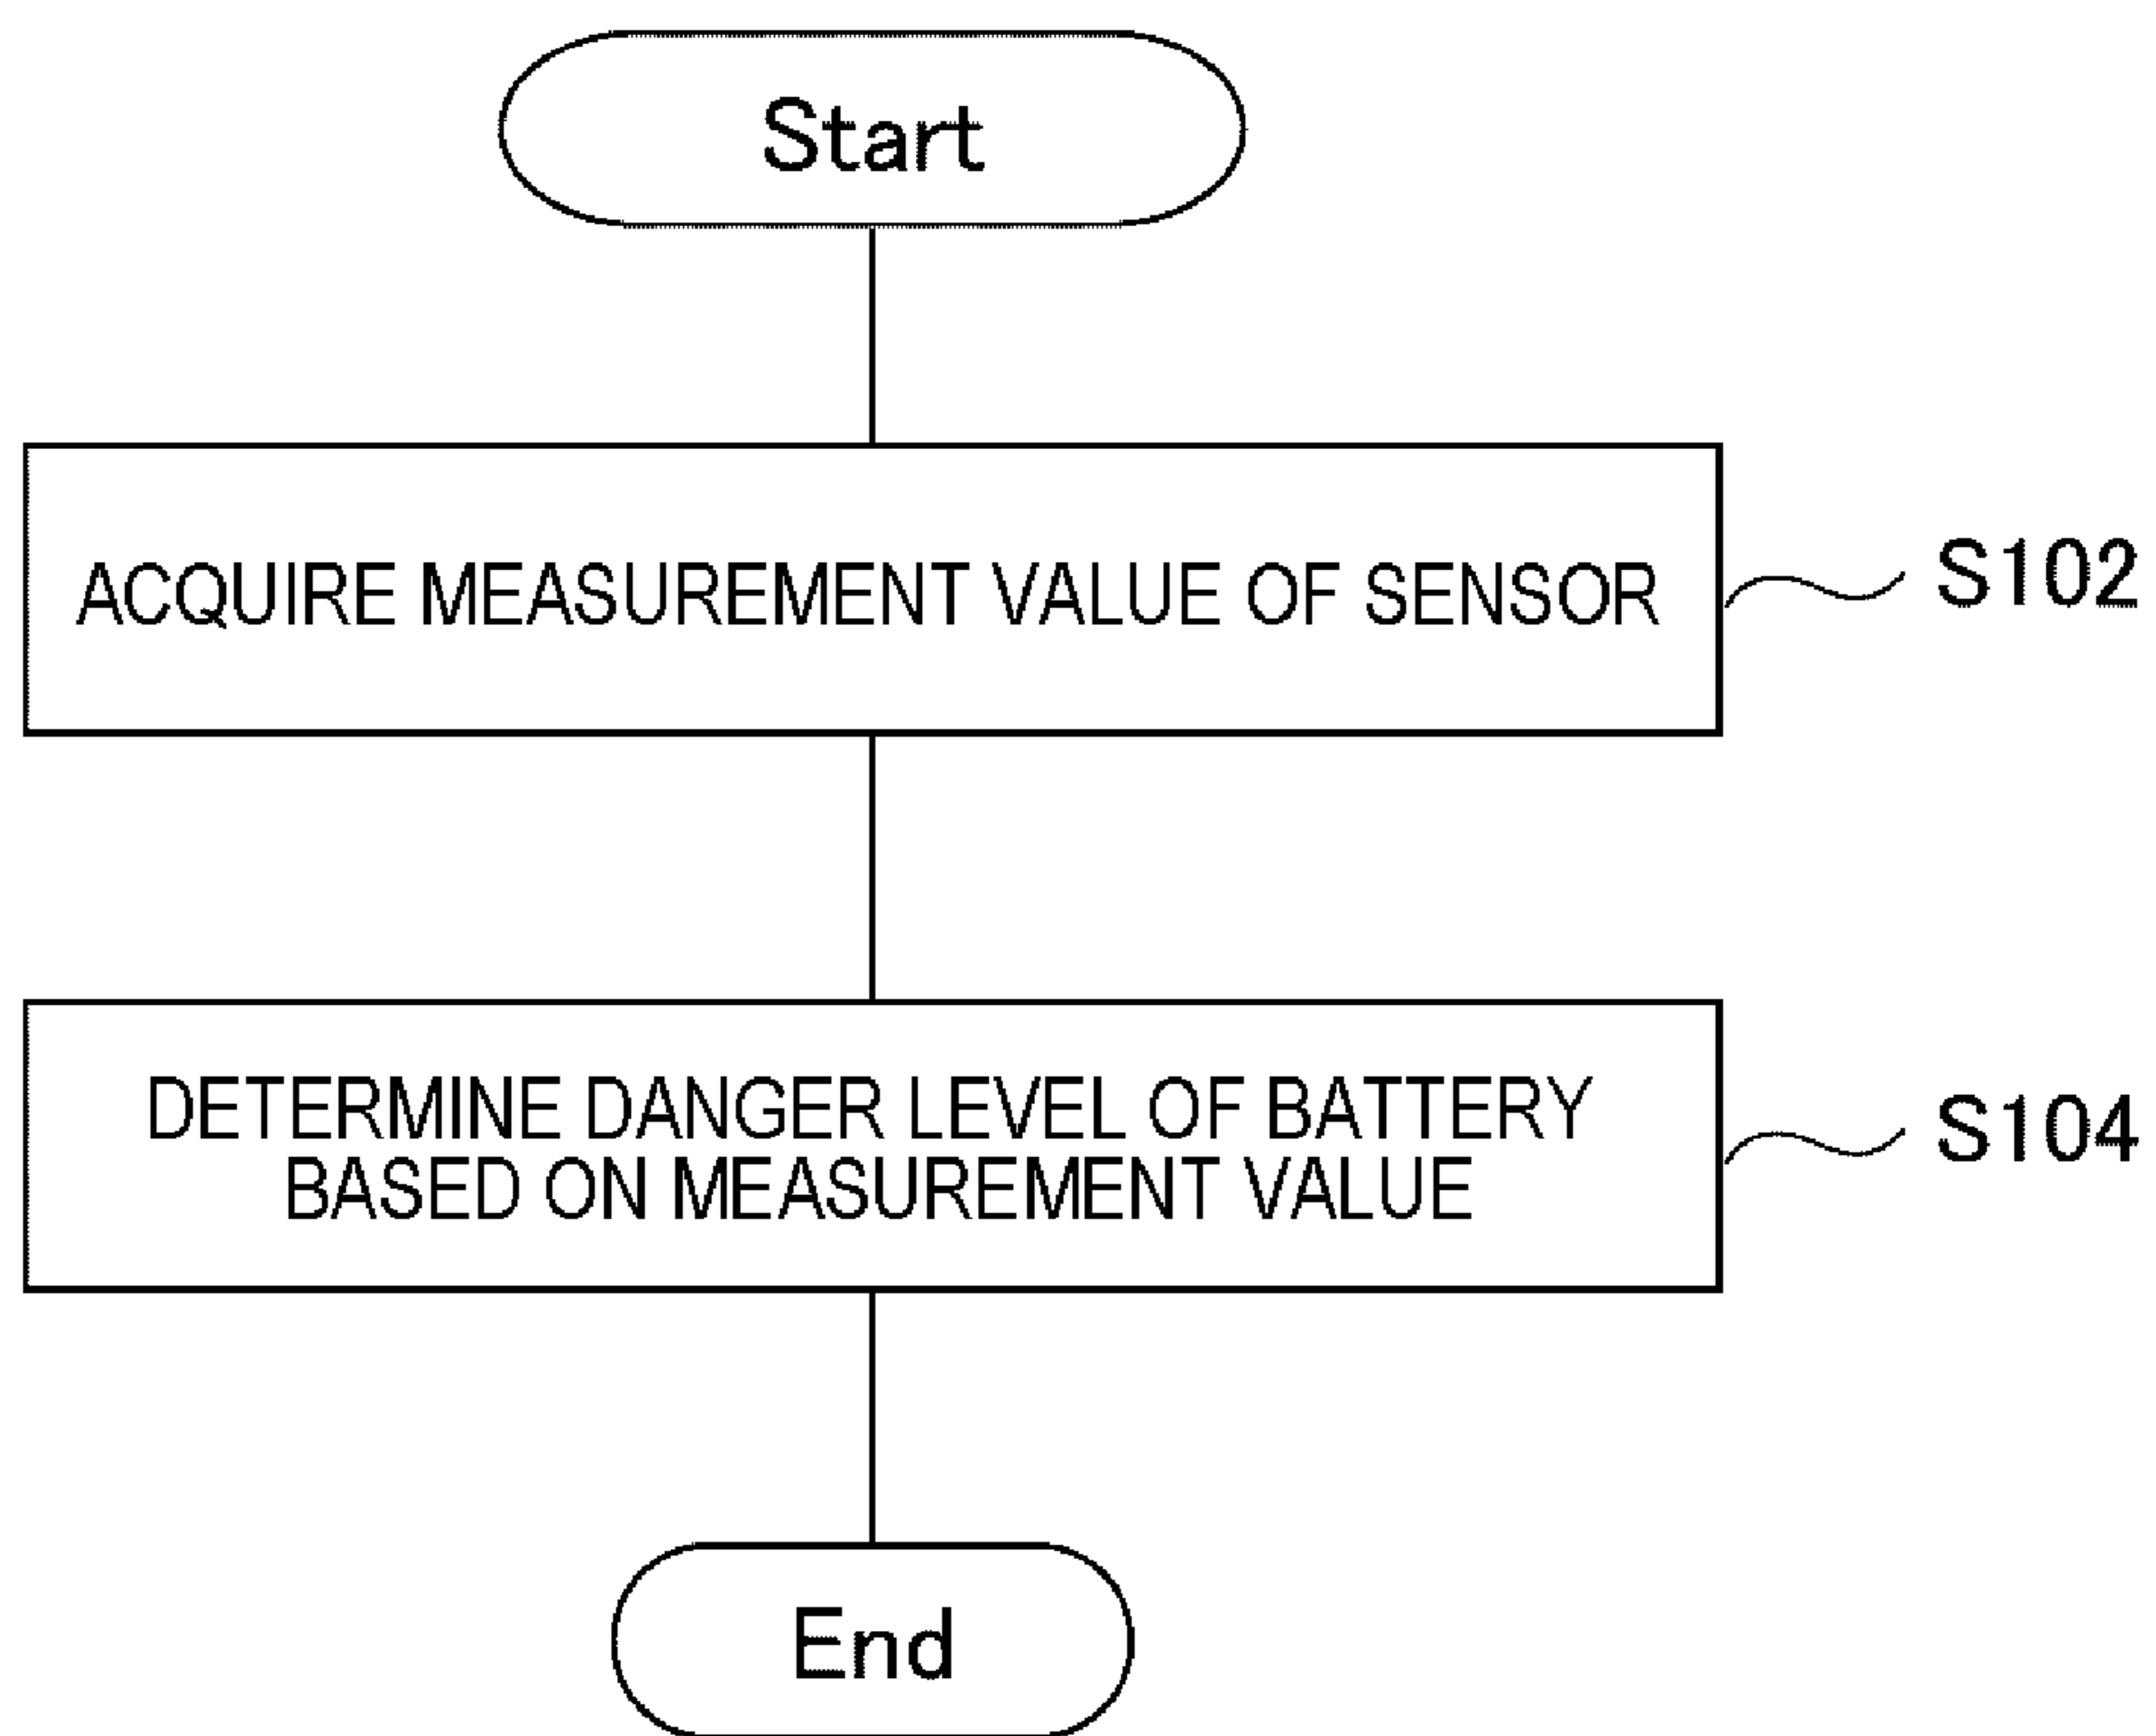 Start
ACQUIRE MEASUREMENT VALUE OF SENSOR
S102
DETERMINE DANGER LEVEL OF BATTERY
BASED ON MEASUREMENT VALUE
S104
End